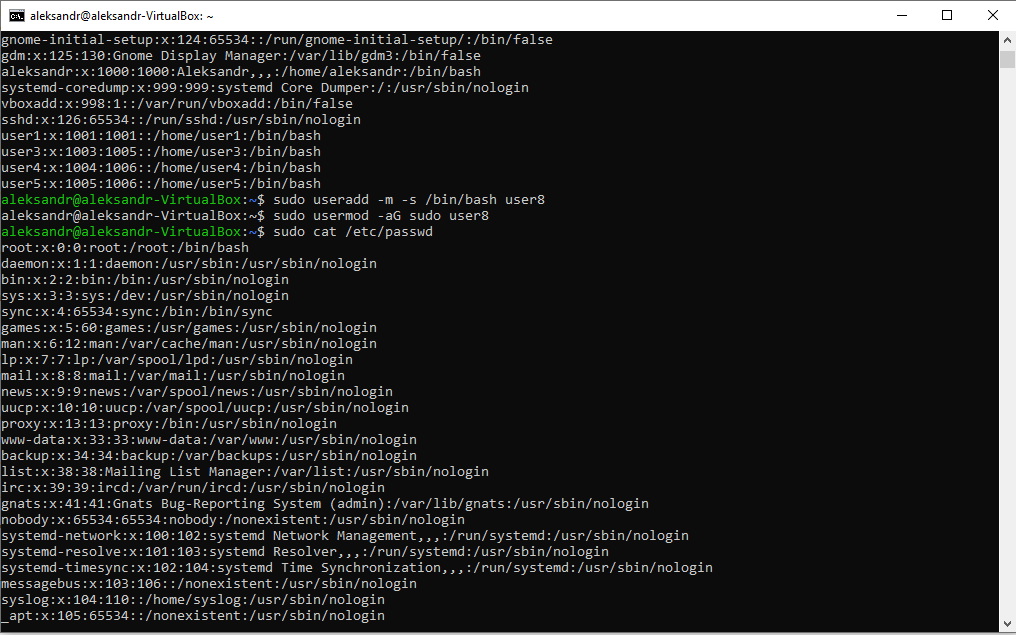 aleksandr@aleksandr-VirtualBox: ~
gnome-initial-setup:x:124:65534::/run/gnome-initial-setup/:/bin/false
gdm:x:125:130:Gnome Display Manager:/var/lib/gdm3:/bin/false
aleksandr:x:1000:1000:Aleksandr,,,:/home/aleksandr:/bin/bash
systemd-coredump:x:999:999:systemd Core Dumper:/:/usr/sbin/nologin
vboxadd:x:998:1::/var/run/vboxadd:/bin/false
sshd:x:126:65534::/run/sshd:/usr/sbin/nologin
user1:x:1001:1001::/home/user1:/bin/bash
user3:x:1003:1005::/home/user3:/bin/bash
user4:x:1004:1006::/home/user4:/bin/bash
user5:x:1005:1006::/home/user5:/bin/bash
aleksandr@aleksandr-VirtualBox:~$ sudo useradd -m -s /bin/bash user8
aleksandr@aleksandr-VirtualBox:~$ sudo usermod -aG sudo user8
aleksandr@aleksandr-VirtualBox:~$ sudo cat /etc/passwd
root:x:0:0:root:/root:/bin/bash
daemon:x:1:1:daemon:/usr/sbin:/usr/sbin/nologin
bin:x:2:2:bin:/bin:/usr/sbin/nologin
sys:x:3:3:sys:/dev:/usr/sbin/nologin
sync:x:4:65534:sync:/bin:/bin/sync
games:x:5:60:games:/usr/games:/usr/sbin/nologin
man:x:6:12:man:/var/cache/man:/usr/sbin/nologin
lp:x:7:7:lp:/var/spool/lpd:/usr/sbin/nologin
mail:x:8:8:mail:/var/mail:/usr/sbin/nologin
news:x:9:9:news:/var/spool/news:/usr/sbin/nologin
uucp:x:10:10:uucp:/var/spool/uucp:/usr/sbin/nologin
proxy:x:13:13:proxy:/bin:/usr/sbin/nologin
www-data:x:33:33:www-data:/var/www:/usr/sbin/nologin
backup:x:34:34:backup:/var/backups:/usr/sbin/nologin
list:x:38:38:Mailing List Manager:/var/list:/usr/sbin/nologin
irc:x:39:39:ircd:/var/run/ircd:/usr/sbin/nologin
gnats:x:41:41:Gnats Bug-Reporting System (admin):/var/lib/gnats:/usr/sbin/nologin
nobody:x:65534:65534:nobody:/nonexistent:/usr/sbin/nologin
systemd-network:x:100:102:systemd Network Management,,,:/run/systemd:/usr/sbin/nologin
systemd-resolve:x:101:103:systemd Resolver,,,:/run/systemd:/usr/sbin/nologin
systemd-timesync:x:102:104:systemd Time Synchronization,,,:/run/systemd:/usr/sbin/nologin
messagebus:x:103:106::/nonexistent:/usr/sbin/nologin
syslog:x:104:110::/home/syslog:/usr/sbin/nologin
_apt:x:105:65534::/nonexistent:/usr/sbin/nologin